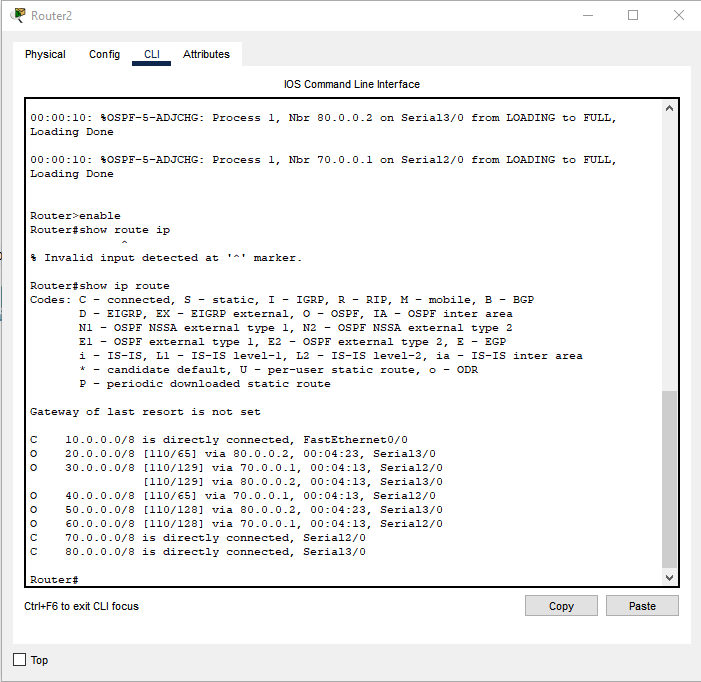 Router2
Physical Config CLI Attributes
IOS Command Line Interface
00:00:10: %OSPF-5-ADJCHG: Process 1, Nbr 80.0.0.2 on Serial3/0 from LOADING to FULL,
Loading Done
00:00:10: %OSPF-5-ADJCHG: Process 1, Nbr 70.0.0.1 on Serial2/0 from LOADING to FULL,
Loading Done
Router>enable
Router#show route ip
^
% Invalid input detected at '^' marker.
Router#show ip route
Codes: C - connected, S - static, I - IGRP, R - RIP, M - mobile, B - BGP
D - EIGRP, EX - EIGRP external, O - OSPF, IA - OSPF inter area
N1 - OSPF NSSA external type 1, N2 - OSPF NSSA external type 2
E1 - OSPF external type 1, E2 - OSPF external type 2, E - EGP
i - IS-IS, L1 - IS-IS level-1, L2 - IS-IS level-2, ia - IS-IS inter area
* - candidate default, U - per-user static route, o - ODR
P - periodic downloaded static route
Gateway of last resort is not set
C 10.0.0.0/8 is directly connected, FastEthernet0/0
O 20.0.0.0/8 [110/65] via 80.0.0.2, 00:04:23, Serial3/0
O 30.0.0.0/8 [110/129] via 70.0.0.1, 00:04:13, Serial2/0
[110/129] via 80.0.0.2, 00:04:13, Serial3/0
O 40.0.0.0/8 [110/65] via 70.0.0.1, 00:04:13, Serial2/0
O 50.0.0.0/8 [110/128] via 80.0.0.2, 00:04:23, Serial3/0
O 60.0.0.0/8 [110/128] via 70.0.0.1, 00:04:13, Serial2/0
C 70.0.0.0/8 is directly connected, Serial2/0
C 80.0.0.0/8 is directly connected, Serial3/0
Router#
Ctrl+F6 to exit CLI focus
Copy Paste
Top